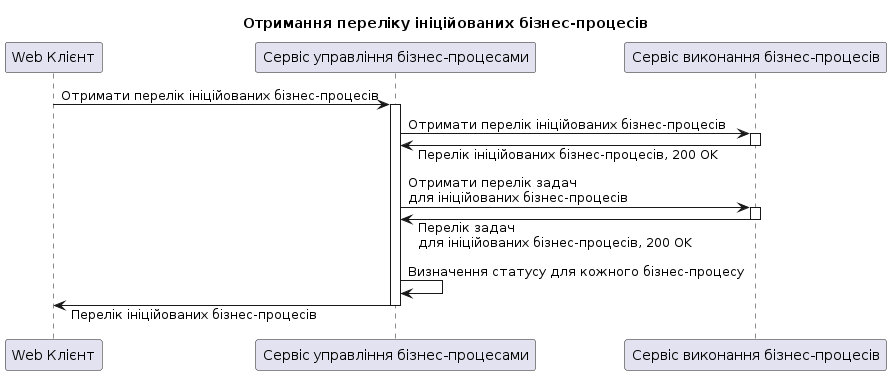 Отримання переліку ініційованих бізнес-процесів
Web Клієнт
Сервіс управління бізнес-процесами
Сервіс виконання бізнес-процесів
Отримати перелік ініційованих бізнес-процесів
Отримати перелік ініційованих бізнес-процесів
Перелік ініційованих бізнес-процесів, 200 OK
Отримати перелік задач
для ініційованих бізнес-процесів
Перелік задач
для ініційованих бізнес-процесів, 200 OK
Визначення статусу для кожного бізнес-процесу
Перелік ініційованих бізнес-процесів
Web Клієнт
Сервіс управління бізнес-процесами
Сервіс виконання бізнес-процесів